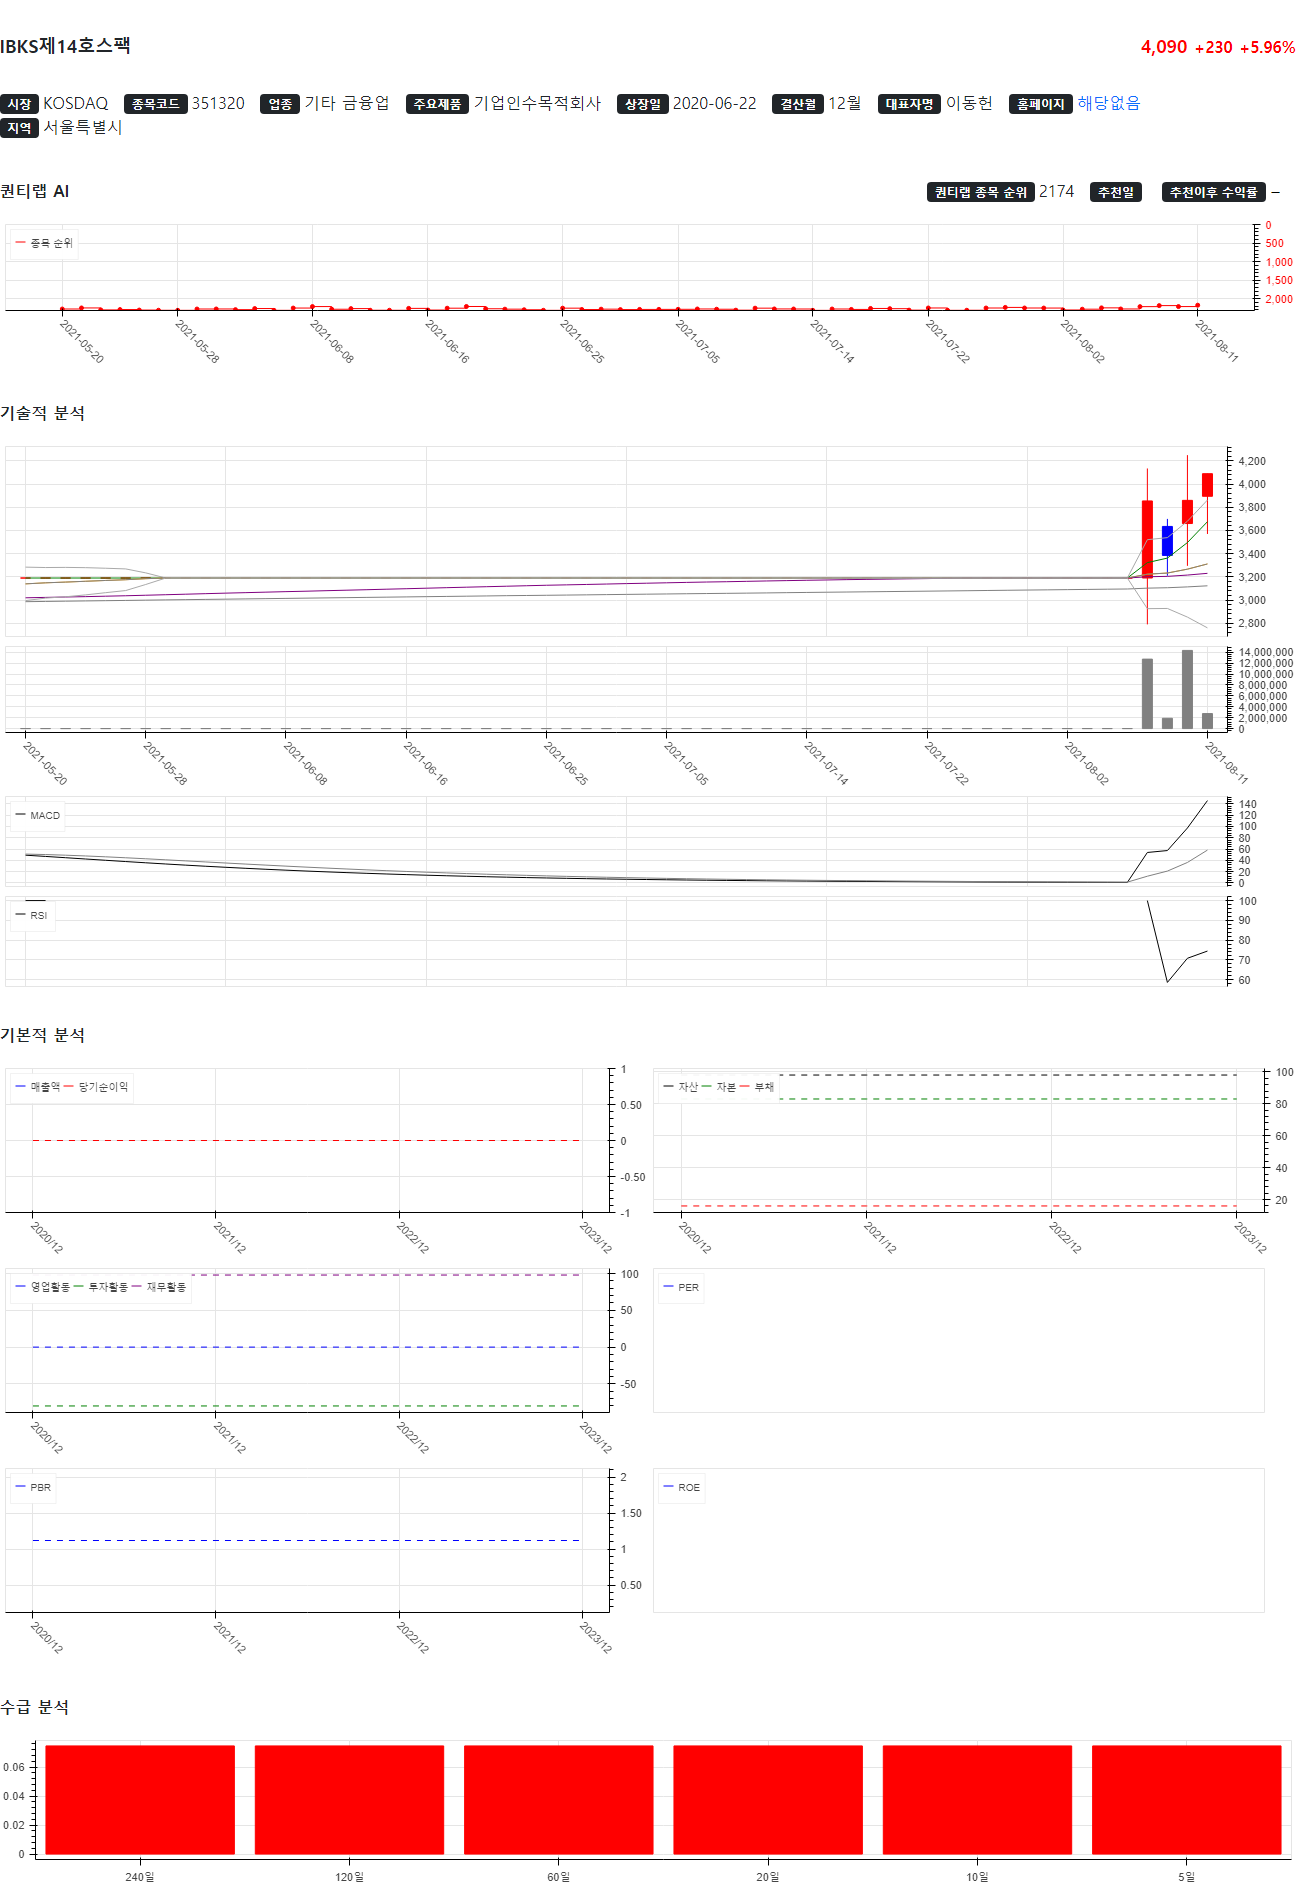 IBKS제14호스팩 4,090 +230 +5.96%
시장 KOSDAQ 종목코드 351320 업종 기타 금융업 주요제품 기업인수목적회사 상장일 2020-06-22 결산월 12월 대표자명 이동헌 홈페이지 해당없음
지역 서울특별시
퀀티랩 AI 퀀티랩 종목 순위 2174 추천일 추천이후 수익률 –
종목 순위
0
500
1,000
1,500
2,000
2021-05-20 2021-05-28 2021-06-08 2021-06-16 2021-06-25 2021-07-05 2021-07-14 2021-07-22 2021-08-02 2021-08-11
기술적 분석
4,200
4,000
3,800
3,600
3,400
3,200
3,000
2,800
14,000,000
12,000,000
10,000,000
8,000,000
6,000,000
4,000,000
2,000,000
0
2021-05-20 2021-05-28 2021-06-08 2021-06-16 2021-06-25 2021-07-05 2021-07-14 2021-07-22 2021-08-02 2021-08-11
MACD
140
120
100
80
60
40
20
0
RSI
100
90
80
70
60
기본적 분석
매출액 당기순이익
1
0.50
0
-0.50
-1
2020/12 2021/12 2022/12 2023/12
자산 자본 부채
100
80
60
40
20
2020/12 2021/12 2022/12 2023/12
영업활동 투자활동 재무활동
100
50
0
-50
2020/12 2021/12 2022/12 2023/12
PER
PBR
2
1.50
1
0.50
2020/12 2021/12 2022/12 2023/12
ROE
수급 분석
0.06
0.04
0.02
0
240일 120일 60일 20일 10일 5일